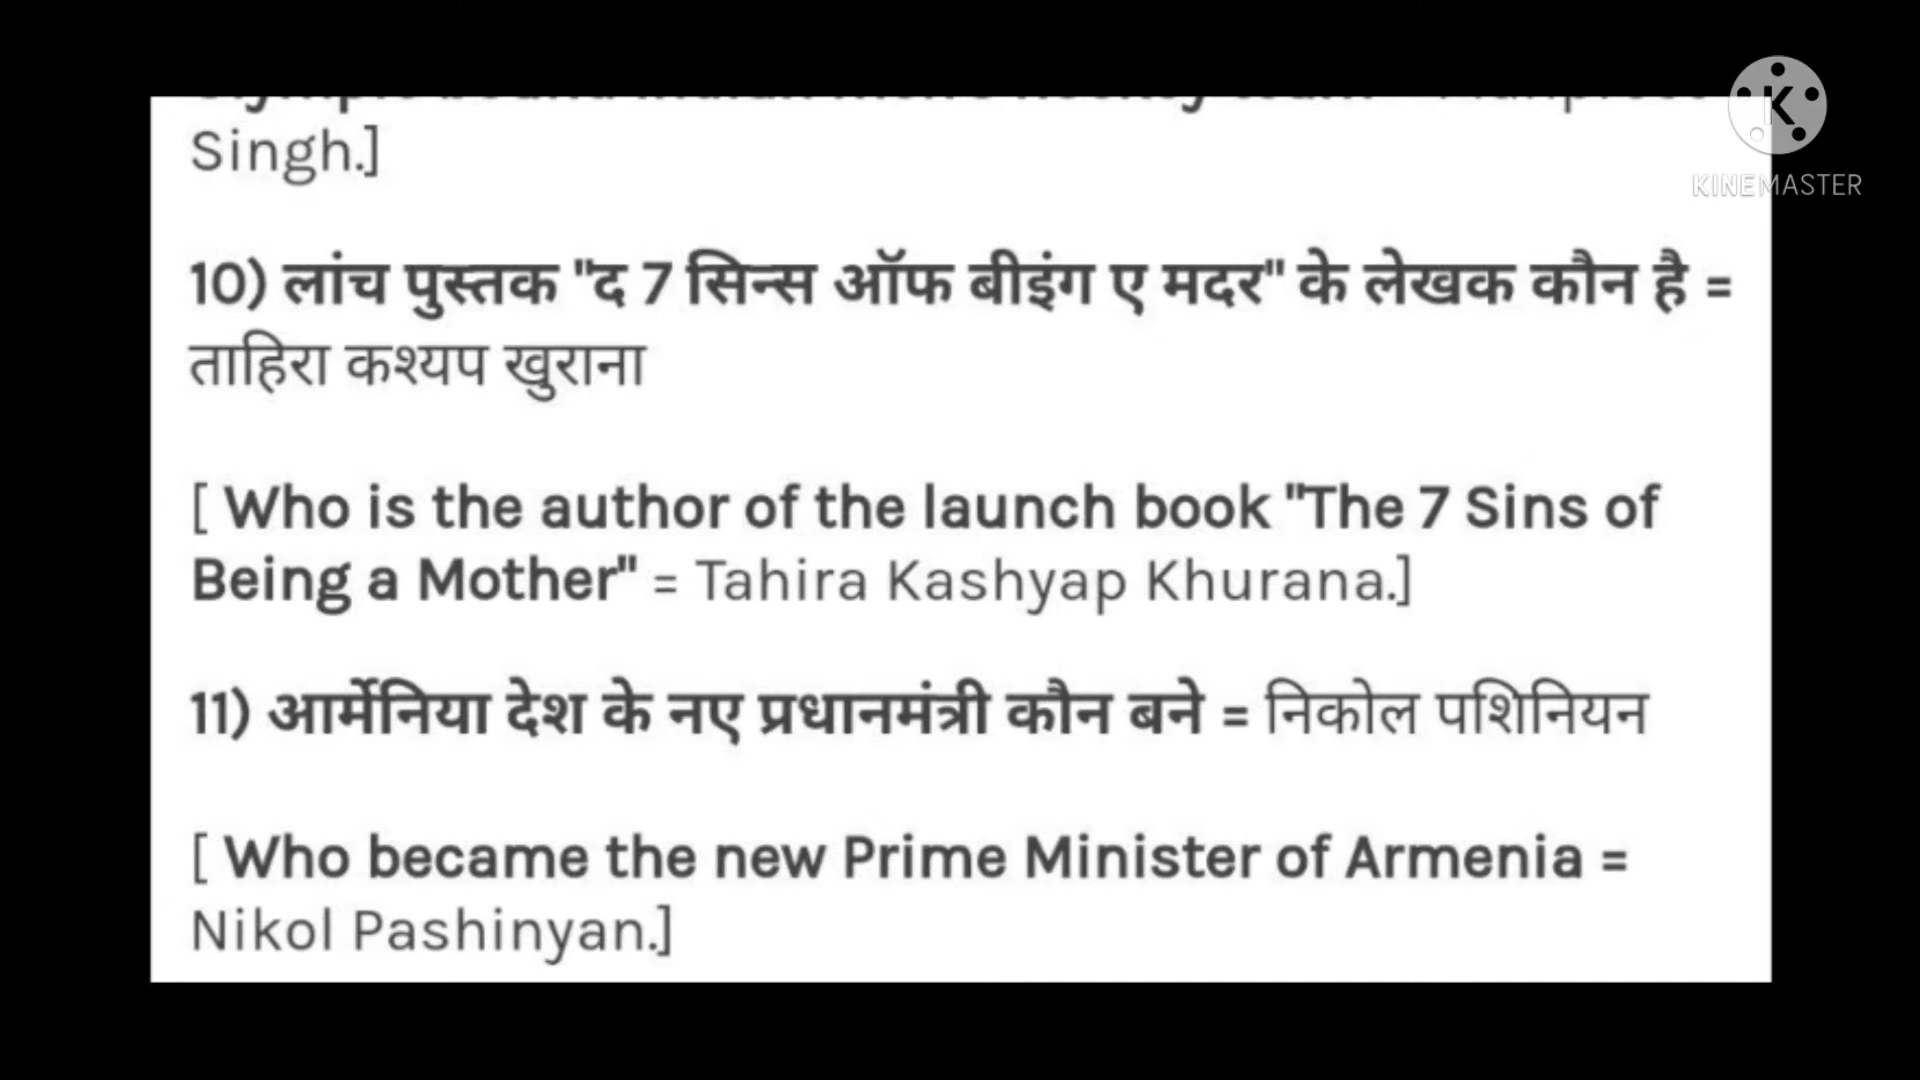 Singh.]
KINEMASTER
10) लांच पुस्तक "द 7 सिन्स ऑफ बीइंग ए मदर" के लेखक कौन है =
ताहिरा कश्यप खुराना
[ Who is the author of the launch book "The 7 Sins of
Being a Mother" = Tahira Kashyap Khurana.]
11) आर्मेनिया देश के नए प्रधानमंत्री कौन बने = निकोल पशिनियन
[ Who became the new Prime Minister of Armenia =
Nikol Pashinyan.]